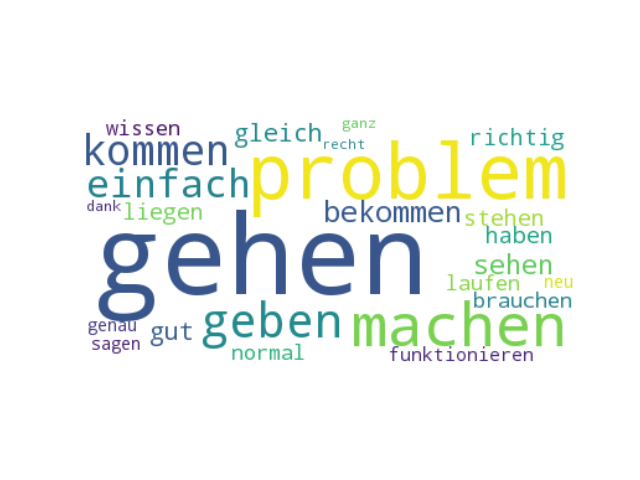 wissen
gleich
ganz
recht
richtig
kommen
problem
einfach
dank
liegen
bekommen
stehen
gehen
haben
sehen
laufen
neu
brauchen
geben
machen
genau
gut
sagen
normal
funktionieren